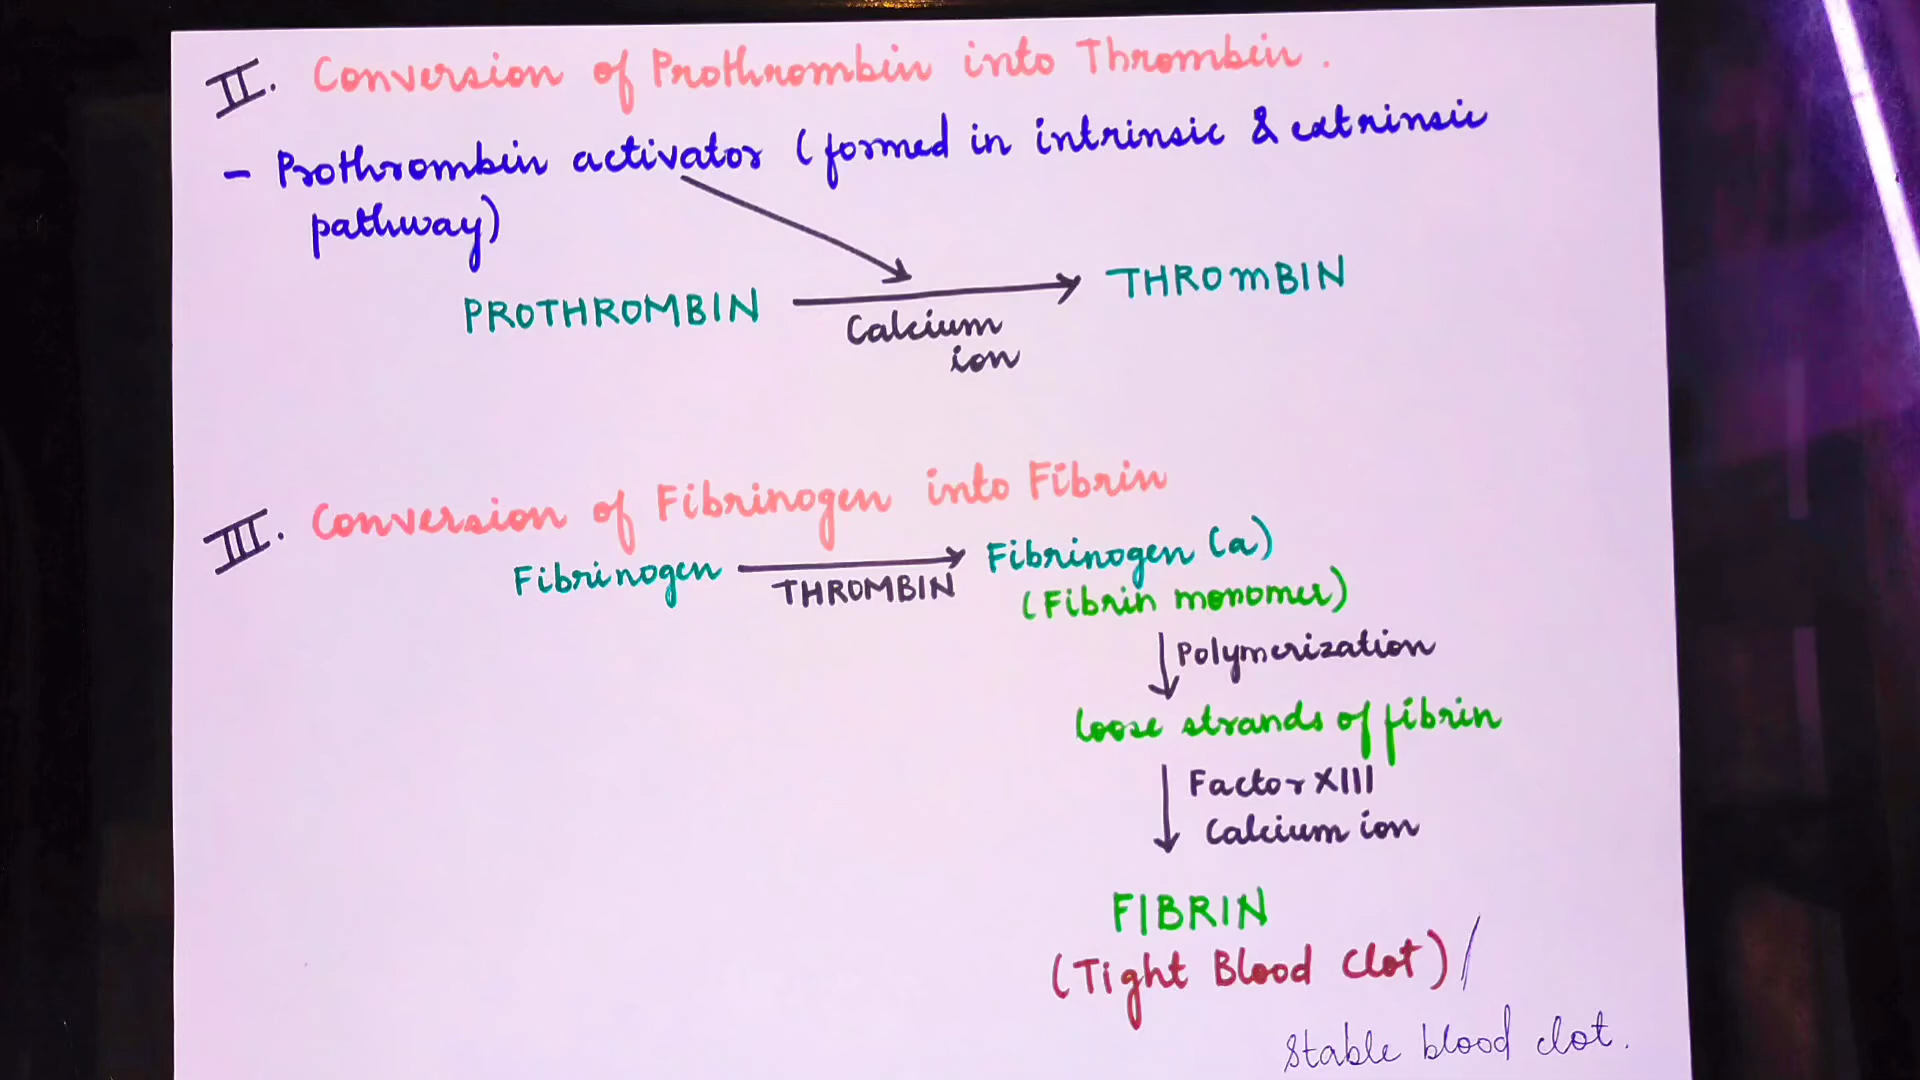 II. Conversion of Prothrombin into Thrombin.
- Prothrombin activator (formed in intrinsic & extrinsic
pathway)
PROTHROMBIN THROMBIN
Calcium
ion
III. Conversion of Fibrinogen into Fibrin
Fibrinogen Fibrinogen (a)
THROMBIN (Fibrin monomer)
Polymerization
loose strands of fibrin
Factor XIII
Calcium ion
FIBRIN
(Tight Blood Clot) /
Stable blood clot.